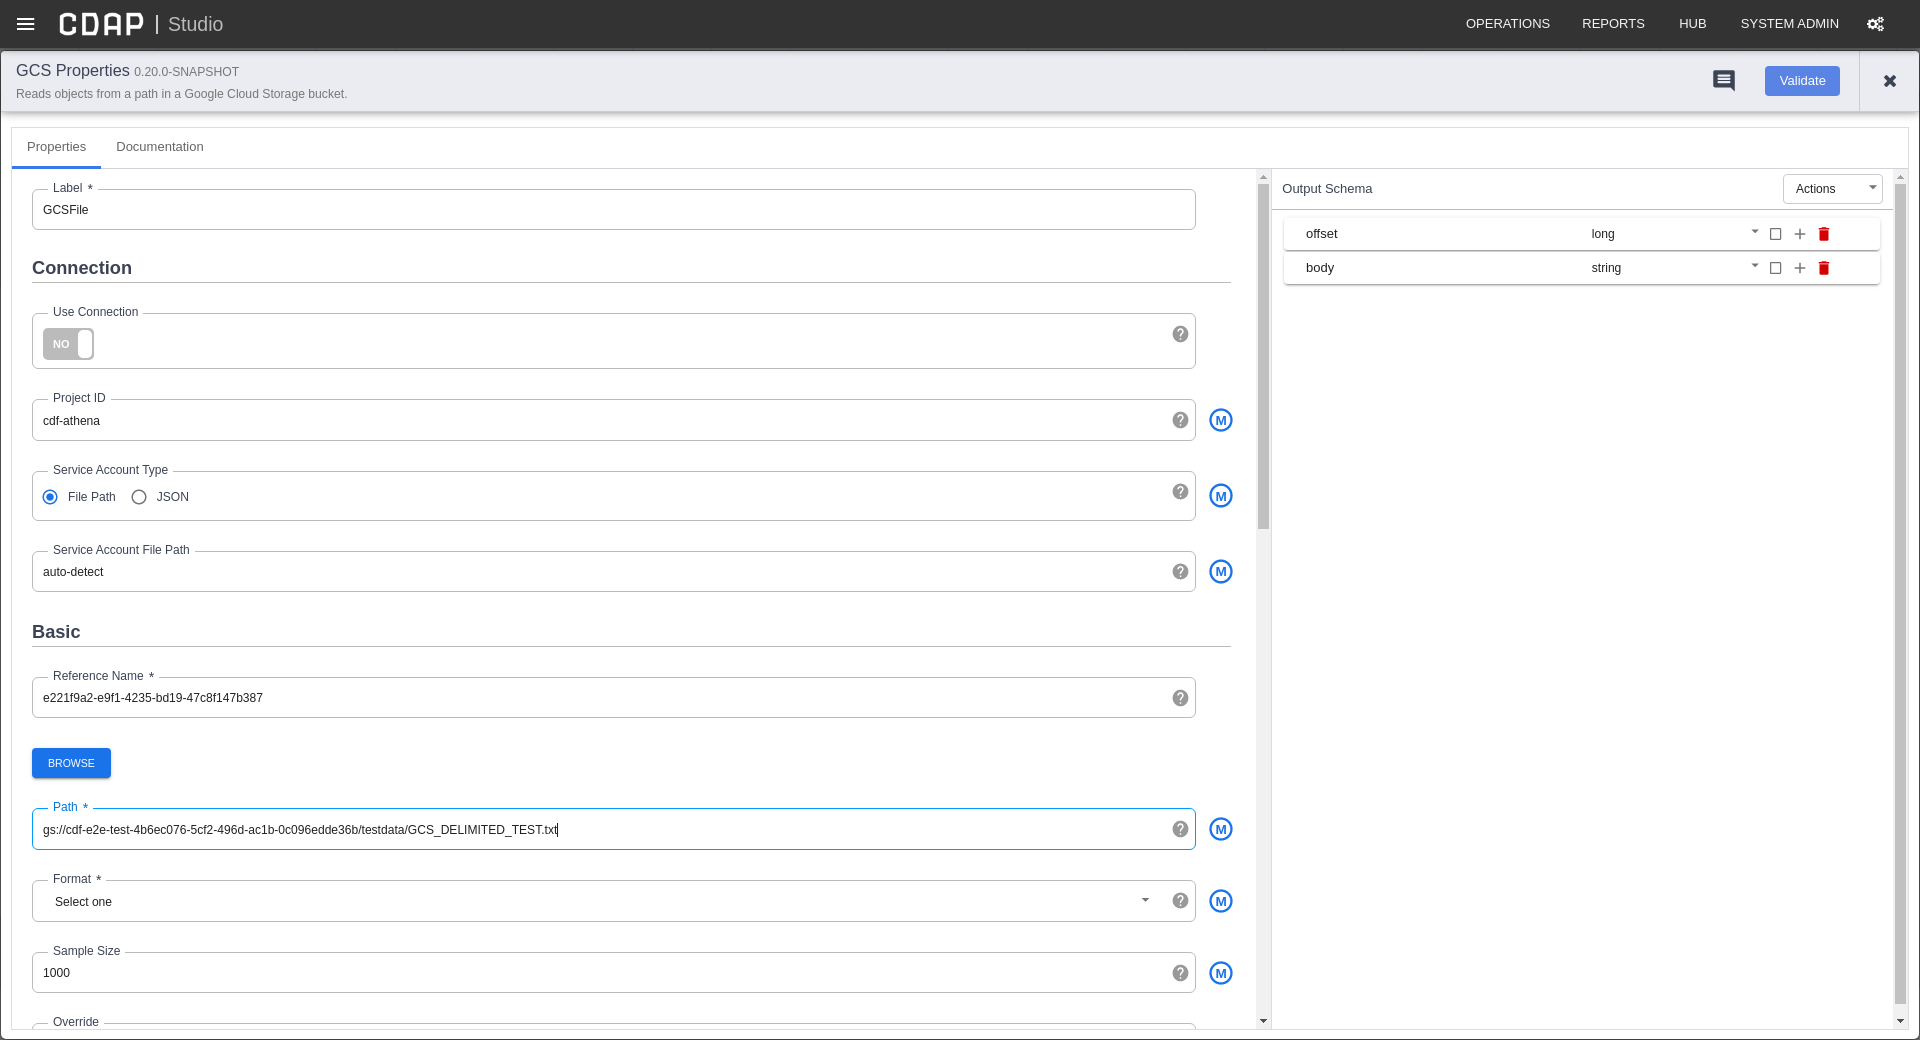 CDAP | Studio
OPERATIONS REPORTS HUB SYSTEM ADMIN
GCS Properties 0.20.0-SNAPSHOT
Reads objects from a path in a Google Cloud Storage bucket.
Validate
Properties Documentation
Label *
GCSFile
Connection
Use Connection
NO
Project ID
cdf-athena
M
Service Account Type
File Path JSON
M
Service Account File Path
auto-detect
M
Basic
Reference Name *
e221f9a2-e9f1-4235-bd19-47c8f147b387
BROWSE
Path *
gs://cdf-e2e-test-4b6ec076-5cf2-496d-ac1b-0c096edde36b/testdata/GCS_DELIMITED_TEST.txt
M
Format *
Select one
M
Sample Size
1000
M
Override
Output Schema
Actions
offset long
body string